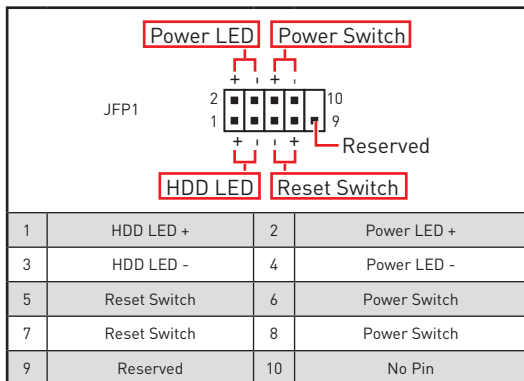 Power LED Power Switch
+ - + -
JFP1
2 10
1 9
+ - - +
Reserved
HDD LED Reset Switch
1 HDD LED + 2 Power LED +
3 HDD LED - 4 Power LED -
5 Reset Switch 6 Power Switch
7 Reset Switch 8 Power Switch
9 Reserved 10 No Pin